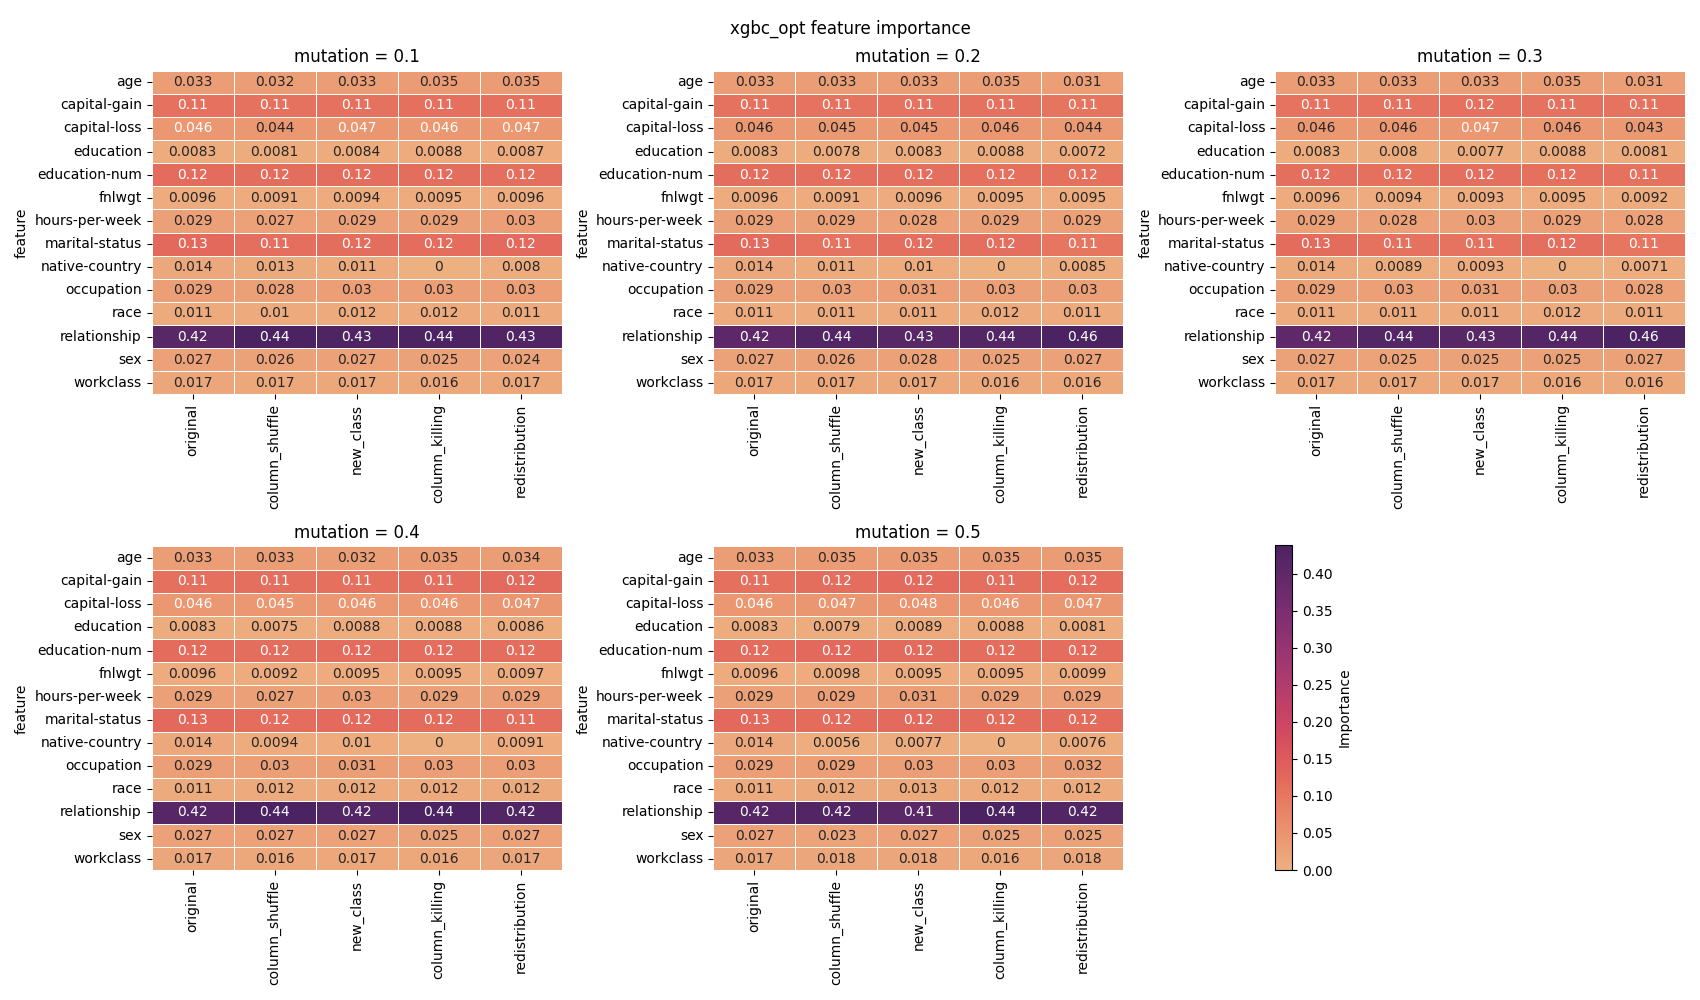 xgbc_opt feature importance
mutation = 0.1
feature
age 0.033 0.032 0.033 0.035 0.035
capital-gain 0.11 0.11 0.11 0.11 0.11
capital-loss 0.046 0.044 0.047 0.046 0.047
education 0.0083 0.0081 0.0084 0.0088 0.0087
education-num 0.12 0.12 0.12 0.12 0.12
fnlwgt 0.0096 0.0091 0.0094 0.0095 0.0096
hours-per-week 0.029 0.027 0.029 0.029 0.03
marital-status 0.13 0.11 0.12 0.12 0.12
native-country 0.014 0.013 0.011 0 0.008
occupation 0.029 0.028 0.03 0.03 0.03
race 0.011 0.01 0.012 0.012 0.011
relationship 0.42 0.44 0.43 0.44 0.43
sex 0.027 0.026 0.027 0.025 0.024
workclass 0.017 0.017 0.017 0.016 0.017
original column_shuffle new_class column_killing redistribution
mutation = 0.2
feature
age 0.033 0.033 0.033 0.035 0.031
capital-gain 0.11 0.11 0.11 0.11 0.11
capital-loss 0.046 0.045 0.045 0.046 0.044
education 0.0083 0.0078 0.0083 0.0088 0.0072
education-num 0.12 0.12 0.12 0.12 0.12
fnlwgt 0.0096 0.0091 0.0096 0.0095 0.0095
hours-per-week 0.029 0.029 0.028 0.029 0.029
marital-status 0.13 0.11 0.12 0.12 0.11
native-country 0.014 0.011 0.01 0 0.0085
occupation 0.029 0.03 0.031 0.03 0.03
race 0.011 0.011 0.011 0.012 0.011
relationship 0.42 0.44 0.43 0.44 0.46
sex 0.027 0.026 0.028 0.025 0.027
workclass 0.017 0.017 0.017 0.016 0.016
original column_shuffle new_class column_killing redistribution
mutation = 0.3
feature
age 0.033 0.033 0.033 0.035 0.031
capital-gain 0.11 0.11 0.12 0.11 0.11
capital-loss 0.046 0.046 0.047 0.046 0.043
education 0.0083 0.008 0.0077 0.0088 0.0081
education-num 0.12 0.12 0.12 0.12 0.11
fnlwgt 0.0096 0.0094 0.0093 0.0095 0.0092
hours-per-week 0.029 0.028 0.03 0.029 0.028
marital-status 0.13 0.11 0.11 0.12 0.11
native-country 0.014 0.0089 0.0093 0 0.0071
occupation 0.029 0.03 0.031 0.03 0.028
race 0.011 0.011 0.011 0.012 0.011
relationship 0.42 0.44 0.43 0.44 0.46
sex 0.027 0.025 0.025 0.025 0.027
workclass 0.017 0.017 0.017 0.016 0.016
original column_shuffle new_class column_killing redistribution
mutation = 0.4
feature
age 0.033 0.033 0.032 0.035 0.034
capital-gain 0.11 0.11 0.11 0.11 0.12
capital-loss 0.046 0.045 0.046 0.046 0.047
education 0.0083 0.0075 0.0088 0.0088 0.0086
education-num 0.12 0.12 0.12 0.12 0.12
fnlwgt 0.0096 0.0092 0.0095 0.0095 0.0097
hours-per-week 0.029 0.027 0.03 0.029 0.029
marital-status 0.13 0.12 0.12 0.12 0.11
native-country 0.014 0.0094 0.01 0 0.0091
occupation 0.029 0.03 0.031 0.03 0.03
race 0.011 0.012 0.012 0.012 0.012
relationship 0.42 0.44 0.42 0.44 0.42
sex 0.027 0.027 0.027 0.025 0.027
workclass 0.017 0.016 0.017 0.016 0.017
original column_shuffle new_class column_killing redistribution
mutation = 0.5
feature
age 0.033 0.035 0.035 0.035 0.035
capital-gain 0.11 0.12 0.12 0.11 0.12
capital-loss 0.046 0.047 0.048 0.046 0.047
education 0.0083 0.0079 0.0089 0.0088 0.0081
education-num 0.12 0.12 0.12 0.12 0.12
fnlwgt 0.0096 0.0098 0.0095 0.0095 0.0099
hours-per-week 0.029 0.029 0.031 0.029 0.029
marital-status 0.13 0.12 0.12 0.12 0.12
native-country 0.014 0.0056 0.0077 0 0.0076
occupation 0.029 0.029 0.03 0.03 0.032
race 0.011 0.012 0.013 0.012 0.012
relationship 0.42 0.42 0.41 0.44 0.42
sex 0.027 0.023 0.027 0.025 0.025
workclass 0.017 0.018 0.018 0.016 0.018
original column_shuffle new_class column_killing redistribution
0.40
0.35
0.30
0.25
0.20
0.15
0.10
0.05
0.00
Importance